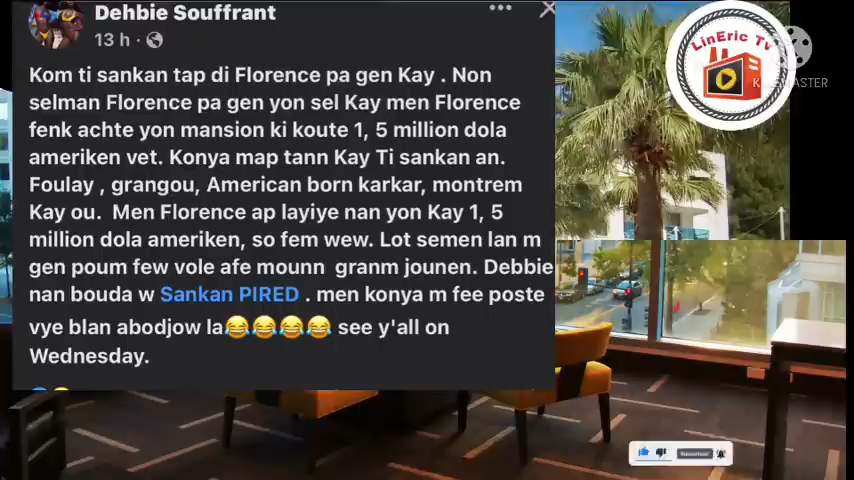 Dehbie Souffrant
13 h ·
Kom ti sankan tap di Florence pa gen Kay . Non
selman Florence pa gen yon sel Kay men Florence
fenk achte yon mansion ki koute 1, 5 million dola
ameriken vet. Konya map tann Kay Ti sankan an.
Foulay , grangou, American born karkar, montrem
Kay ou.  Men Florence ap layiye nan yon Kay 1, 5
million dola ameriken, so fem wew. Lot semen lan m
gen poum few vole afe mounn  granm jounen. Debbie
nan bouda w Sankan PIRED . men konya m fee poste
vye blan abodjow la😂😂😂😂 see y'all on
Wednesday.
LinEric Tv